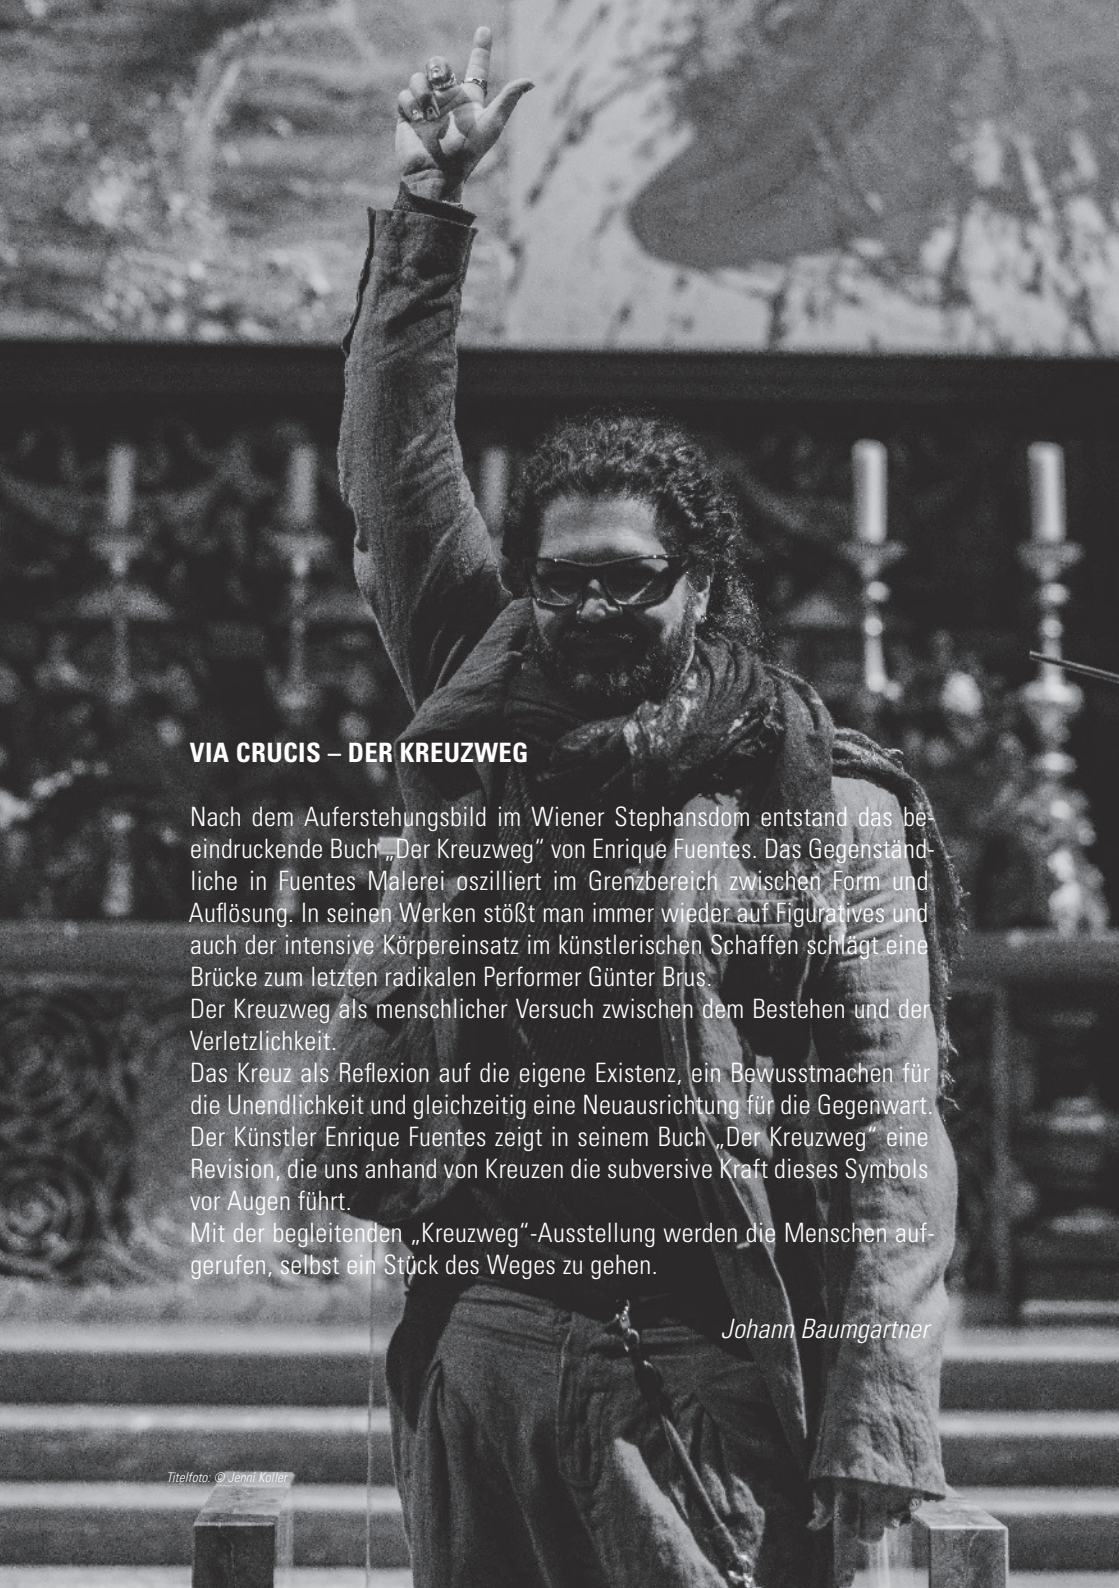 VIA CRUCIS – DER KREUZWEG
Nach dem Auferstehungsbild im Wiener Stephansdom entstand das be-
eindruckende Buch „Der Kreuzweg“ von Enrique Fuentes. Das Gegenständ-
liche in Fuentes Malerei oszilliert im Grenzbereich zwischen Form und
Auflösung. In seinen Werken stößt man immer wieder auf Figuratives und
auch der intensive Körpereinsatz im künstlerischen Schaffen schlägt eine
Brücke zum letzten radikalen Performer Günter Brus.
Der Kreuzweg als menschlicher Versuch zwischen dem Bestehen und der
Verletzlichkeit.
Das Kreuz als Reflexion auf die eigene Existenz, ein Bewusstmachen für
die Unendlichkeit und gleichzeitig eine Neuausrichtung für die Gegenwart.
Der Künstler Enrique Fuentes zeigt in seinem Buch „Der Kreuzweg“ eine
Revision, die uns anhand von Kreuzen die subversive Kraft dieses Symbols
vor Augen führt.
Mit der begleitenden „Kreuzweg“-Ausstellung werden die Menschen auf-
gerufen, selbst ein Stück des Weges zu gehen.
Johann Baumgartner
Titelfoto: © Jenni Koller